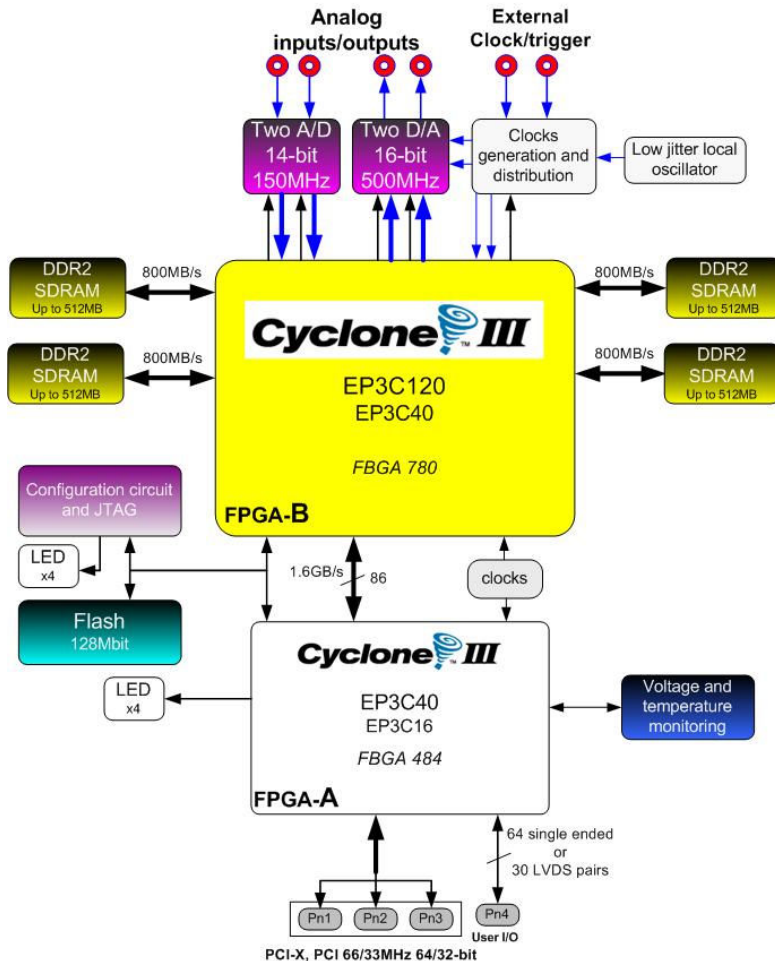 Analog
inputs/outputs
External
Clock/trigger
Two A/D
14-bit
150MHz
Two D/A
16-bit
500MHz
Clocks
generation and
distribution
Low jitter local
oscillator
DDR2
SDRAM
Up to 512MB
800MB/s
800MB/s
DDR2
SDRAM
Up to 512MB
DDR2
SDRAM
Up to 512MB
800MB/s
800MB/s
DDR2
SDRAM
Up to 512MB
Cyclone III
TM
EP3C120
EP3C40
FBGA 780
FPGA-B
Configuration circuit
and JTAG
LED
x4
Flash
128Mbit
1.6GB/s
86
clocks
Cyclone III
TM
EP3C40
EP3C16
FBGA 484
FPGA-A
LED
x4
Voltage and
temperature
monitoring
64 single ended
or
30 LVDS pairs
Pn1
Pn2
Pn3
Pn4
User I/O
PCI-X, PCI 66/33MHz 64/32-bit